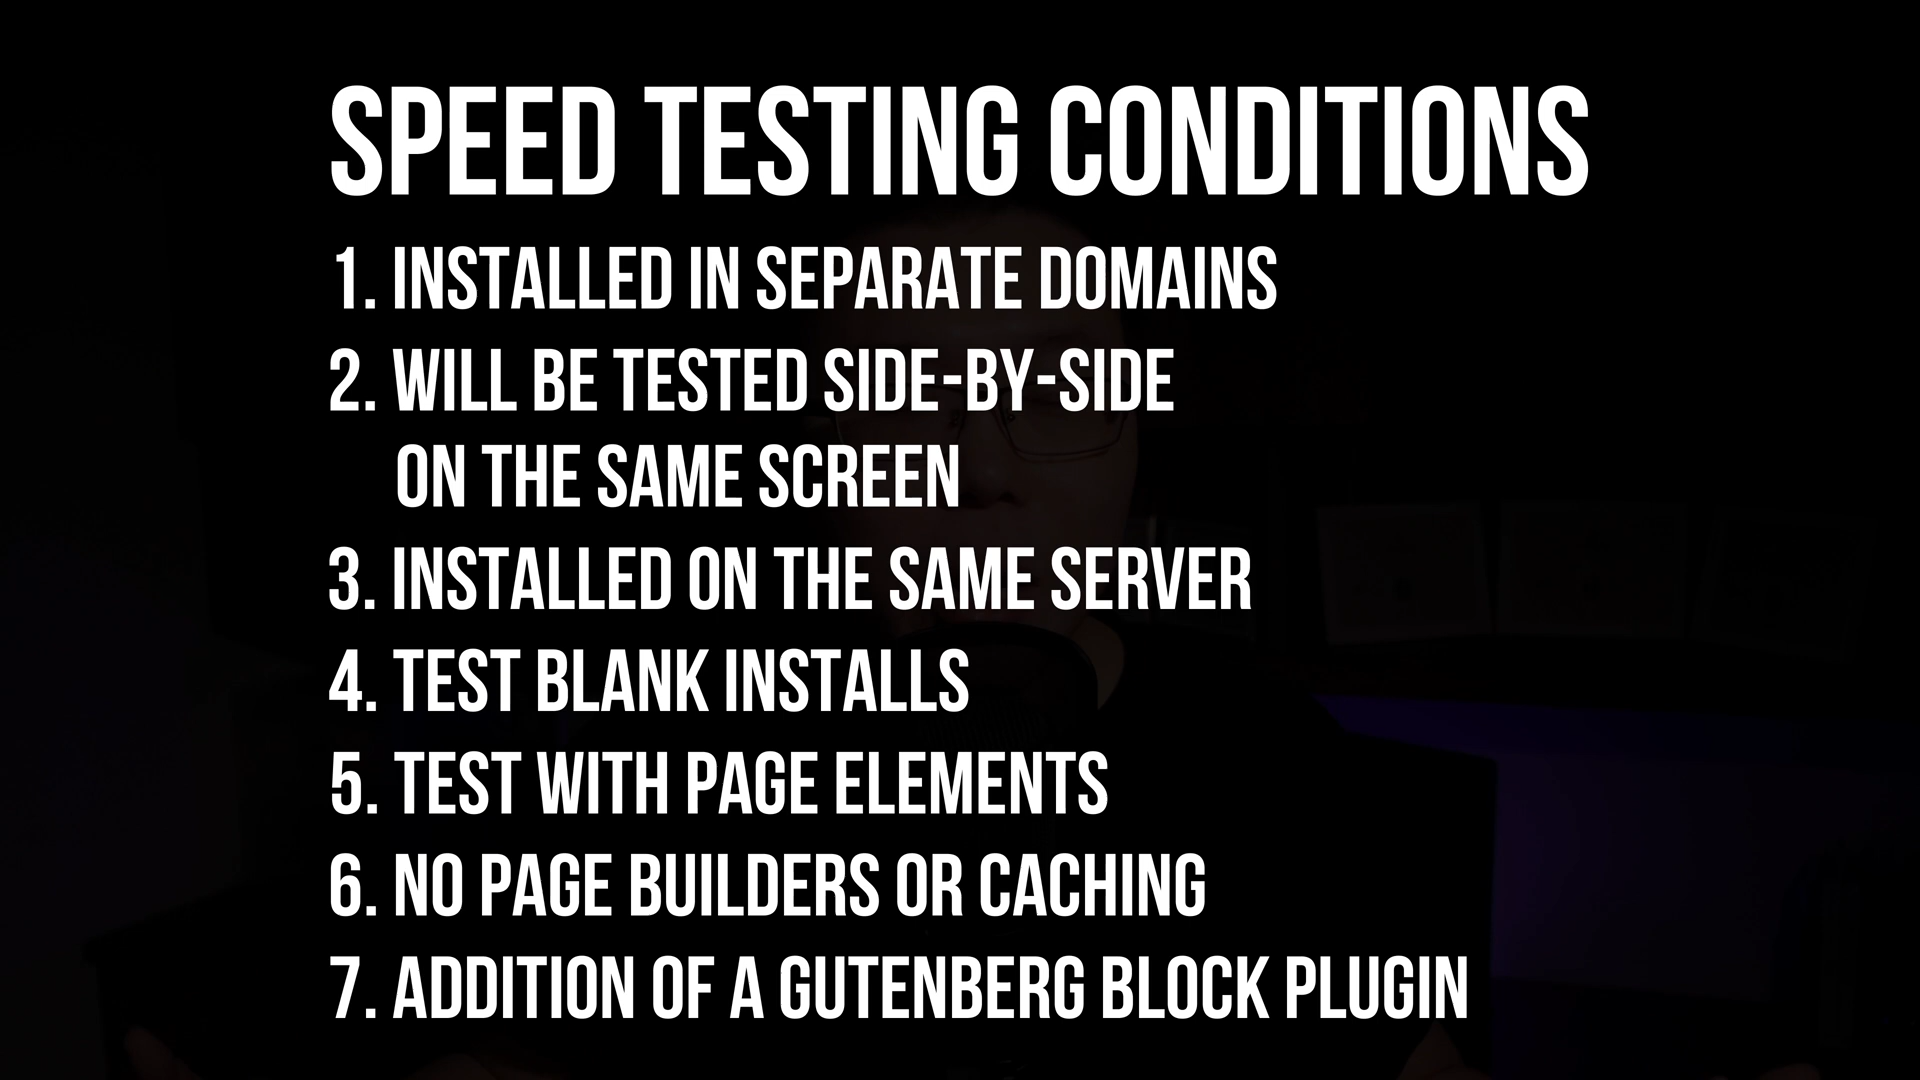 SPEED TESTING CONDITIONS
1. INSTALLED IN SEPARATE DOMAINS
2. WILL BE TESTED SIDE-BY-SIDE
ON THE SAME SCREEN
3. INSTALLED ON THE SAME SERVER
4. TEST BLANK INSTALLS
5. TEST WITH PAGE ELEMENTS
6. NO PAGE BUILDERS OR CACHING
7. ADDITION OF A GUTENBERG BLOCK PLUGIN